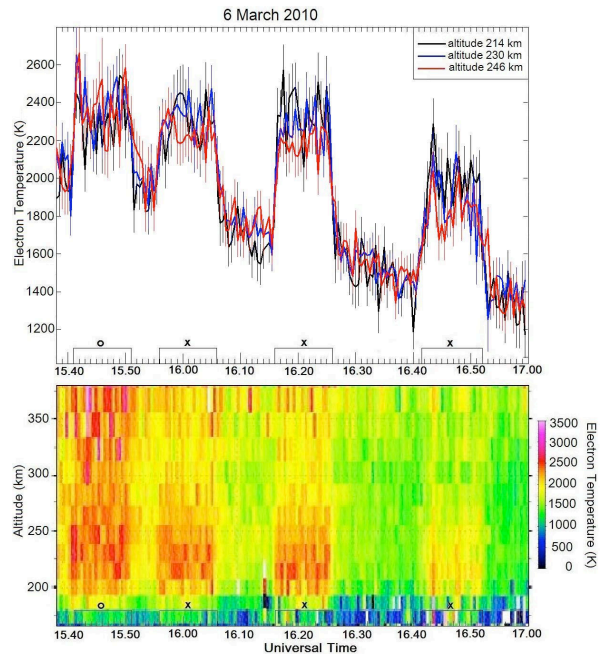 6 March 2010
altitude 214 km
altitude 230 km
altitude 246 km
Electron Temperature (K)
2600
2400
2200
2000
1800
1600
1400
1200
o x x x
15.40 15.50 16.00 16.10 16.20 16.30 16.40 16.50 17.00
Altitude (km)
350
300
250
200
o x x x
15.40 15.50 16.00 16.10 16.20 16.30 16.40 16.50 17.00
Universal Time
3500
3000
2500
2000
1500
1000
500
0
Electron Temperature (K)